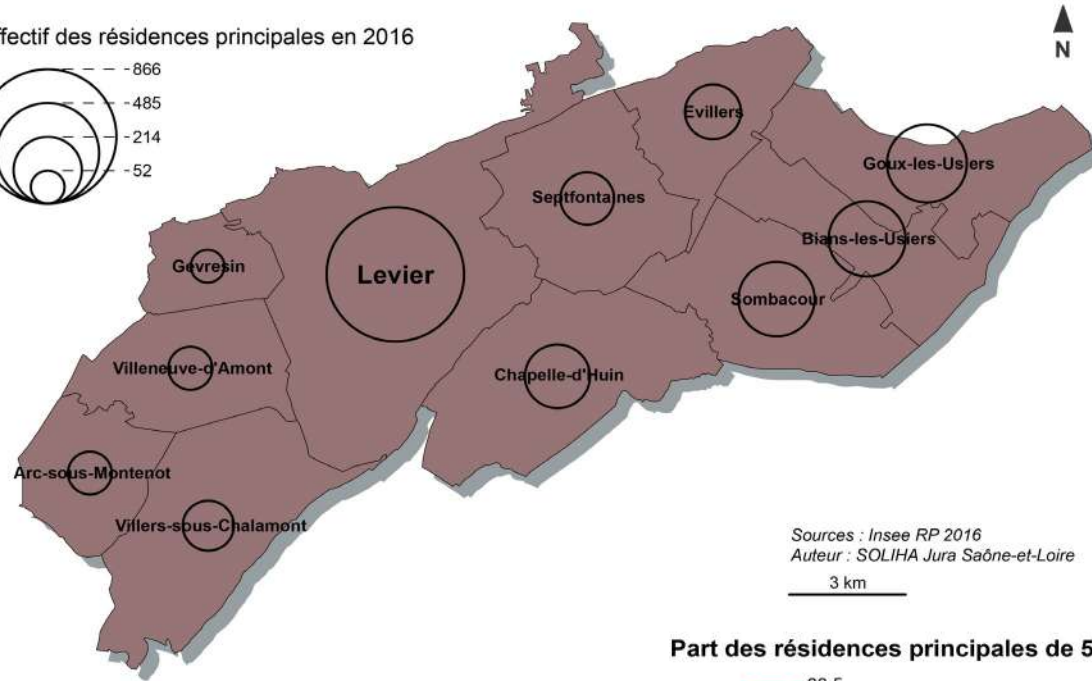 ffectif des résidences principales en 2016
866
485
214
52
N
Evillers
Goux-les-Usiers
Septfontaines
Bians-les-Usiers
Gevresin
Levier
Sombacour
Villeneuve-d'Amont
Chapelle-d'Huin
Arc-sous-Montenot
Villers-sous-Chalamont
Sources : Insee RP 2016
Auteur : SOLIHA Jura Saône-et-Loire
3 km
Part des résidences principales de 5